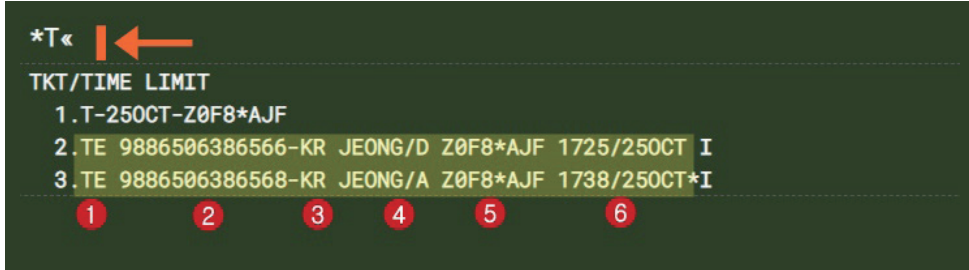 *T«
TKT/TIME LIMIT
1.T-25OCT-Z0F8*AJF
2.TE 9886506386566-KR JEONG/D Z0F8*AJF 1725/25OCT I
3.TE 9886506386568-KR JEONG/A Z0F8*AJF 1738/25OCT*I
1 2 3 4 5 6